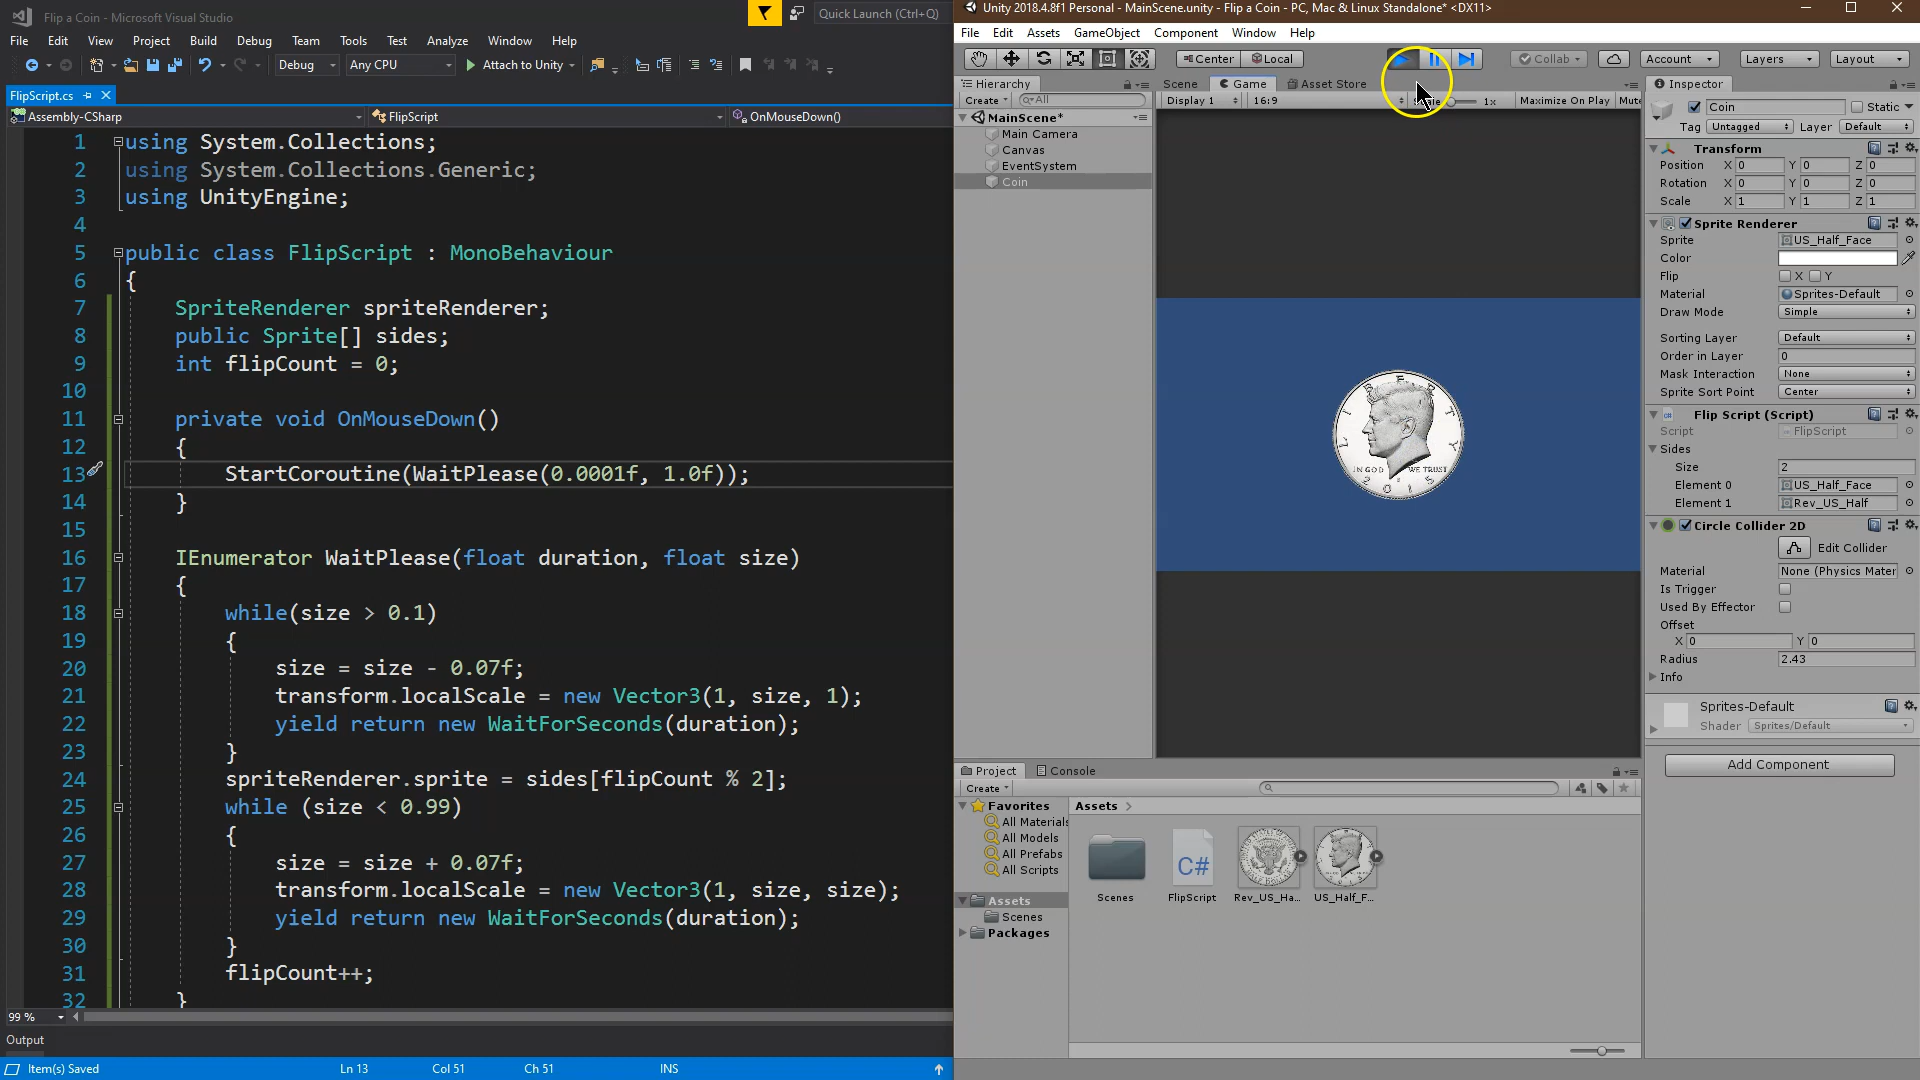 Flip a Coin - Microsoft Visual Studio
Quick Launch (Ctrl+Q)
File Edit View Project Build Debug Team Tools Test Analyze Window Help
Debug Any CPU Attach to Unity
FlipScript.cs
Assembly-CSharp FlipScript OnMouseDown()
1 using System.Collections;
2 using System.Collections.Generic;
3 using UnityEngine;
4
5 public class FlipScript : MonoBehaviour
6 {
7 SpriteRenderer spriteRenderer;
8 public Sprite[] sides;
9 int flipCount = 0;
10
11 private void OnMouseDown()
12 {
13 StartCoroutine(WaitPlease(0.0001f, 1.0f));
14 }
15
16 IEnumerator WaitPlease(float duration, float size)
17 {
18 while(size > 0.1)
19 {
20 size = size - 0.07f;
21 transform.localScale = new Vector3(1, size, 1);
22 yield return new WaitForSeconds(duration);
23 }
24 spriteRenderer.sprite = sides[flipCount % 2];
25 while (size < 0.99)
26 {
27 size = size + 0.07f;
28 transform.localScale = new Vector3(1, size, size);
29 yield return new WaitForSeconds(duration);
30 }
31 flipCount++;
32 }
99 %
Output
Item(s) Saved Ln 13 Col 51 Ch 51 INS
Unity 2018.4.8f1 Personal - MainScene.unity - Flip a Coin - PC, Mac & Linux Standalone* <DX11>
File Edit Assets GameObject Component Window Help
Center Local Collab Account Layers Layout
Hierarchy
Create All
MainScene*
Main Camera
Canvas
EventSystem
Coin
Scene Game Asset Store
Display 1 16:9 1x Maximize On Play Mute
LIBERTY
IN GOD WE TRUST
2015
Inspector
Coin Static
Tag Untagged Layer Default
Transform
Position X 0 Y 0 Z 0
Rotation X 0 Y 0 Z 0
Scale X 1 Y 1 Z 1
Sprite Renderer
Sprite US_Half_Face
Color
Flip X Y
Material Sprites-Default
Draw Mode Simple
Sorting Layer Default
Order in Layer 0
Mask Interaction None
Sprite Sort Point Center
Flip Script (Script)
Script FlipScript
Sides
Size 2
Element 0 US_Half_Face
Element 1 Rev_US_Half
Circle Collider 2D
Edit Collider
Material None (Physics Mater
Is Trigger
Used By Effector
Offset
X 0 Y 0
Radius 2.43
Info
Sprites-Default
Shader Sprites/Default
Add Component
Project Console
Create
Favorites
All Materials
All Models
All Prefabs
All Scripts
Assets
Scenes
Packages
Assets
Scenes FlipScript Rev_US_Ha... US_Half_F...
C#